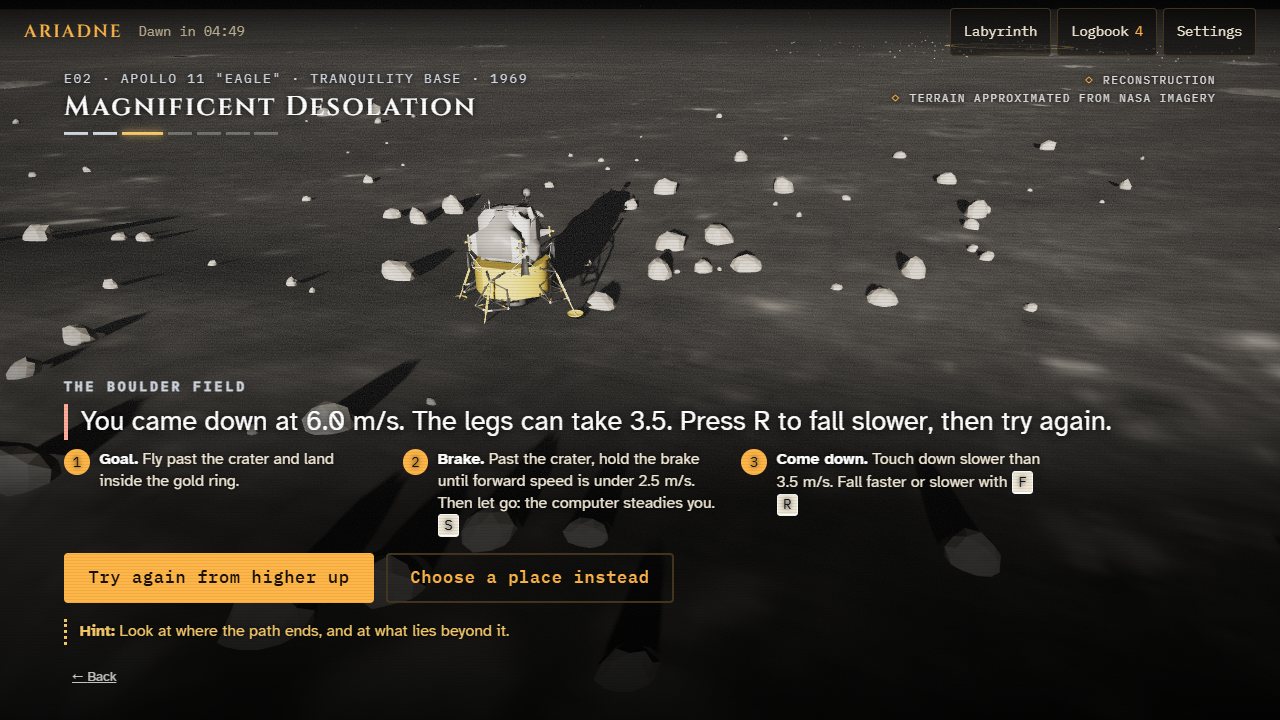 ARIADNE Dawn in 04:49 Labyrinth Logbook 4 Settings
E02 · APOLLO 11 "EAGLE" · TRANQUILITY BASE · 1969
Magnificent Desolation
◇ RECONSTRUCTION
◇ TERRAIN APPROXIMATED FROM NASA IMAGERY
THE BOULDER FIELD
You came down at 6.0 m/s. The legs can take 3.5. Press R to fall slower, then try again.
1 Goal. Fly past the crater and land
inside the gold ring.
2 Brake. Past the crater, hold the brake
until forward speed is under 2.5 m/s.
Then let go: the computer steadies you.
S
3 Come down. Touch down slower than
3.5 m/s. Fall faster or slower with F
R
Try again from higher up
Choose a place instead
Hint: Look at where the path ends, and at what lies beyond it.
← Back